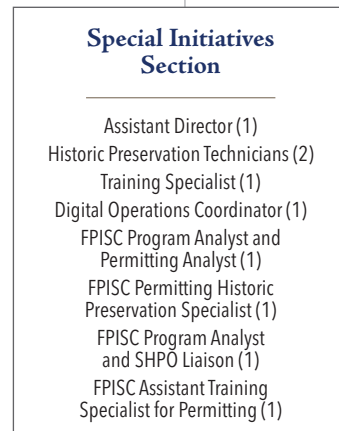 Special Initiatives
Section
Assistant Director (1)
Historic Preservation Technicians (2)
Training Specialist (1)
Digital Operations Coordinator (1)
FPISC Program Analyst and
Permitting Analyst (1)
FPISC Permitting Historic
Preservation Specialist (1)
FPISC Program Analyst
and SHPO Liaison (1)
FPISC Assistant Training
Specialist for Permitting (1)